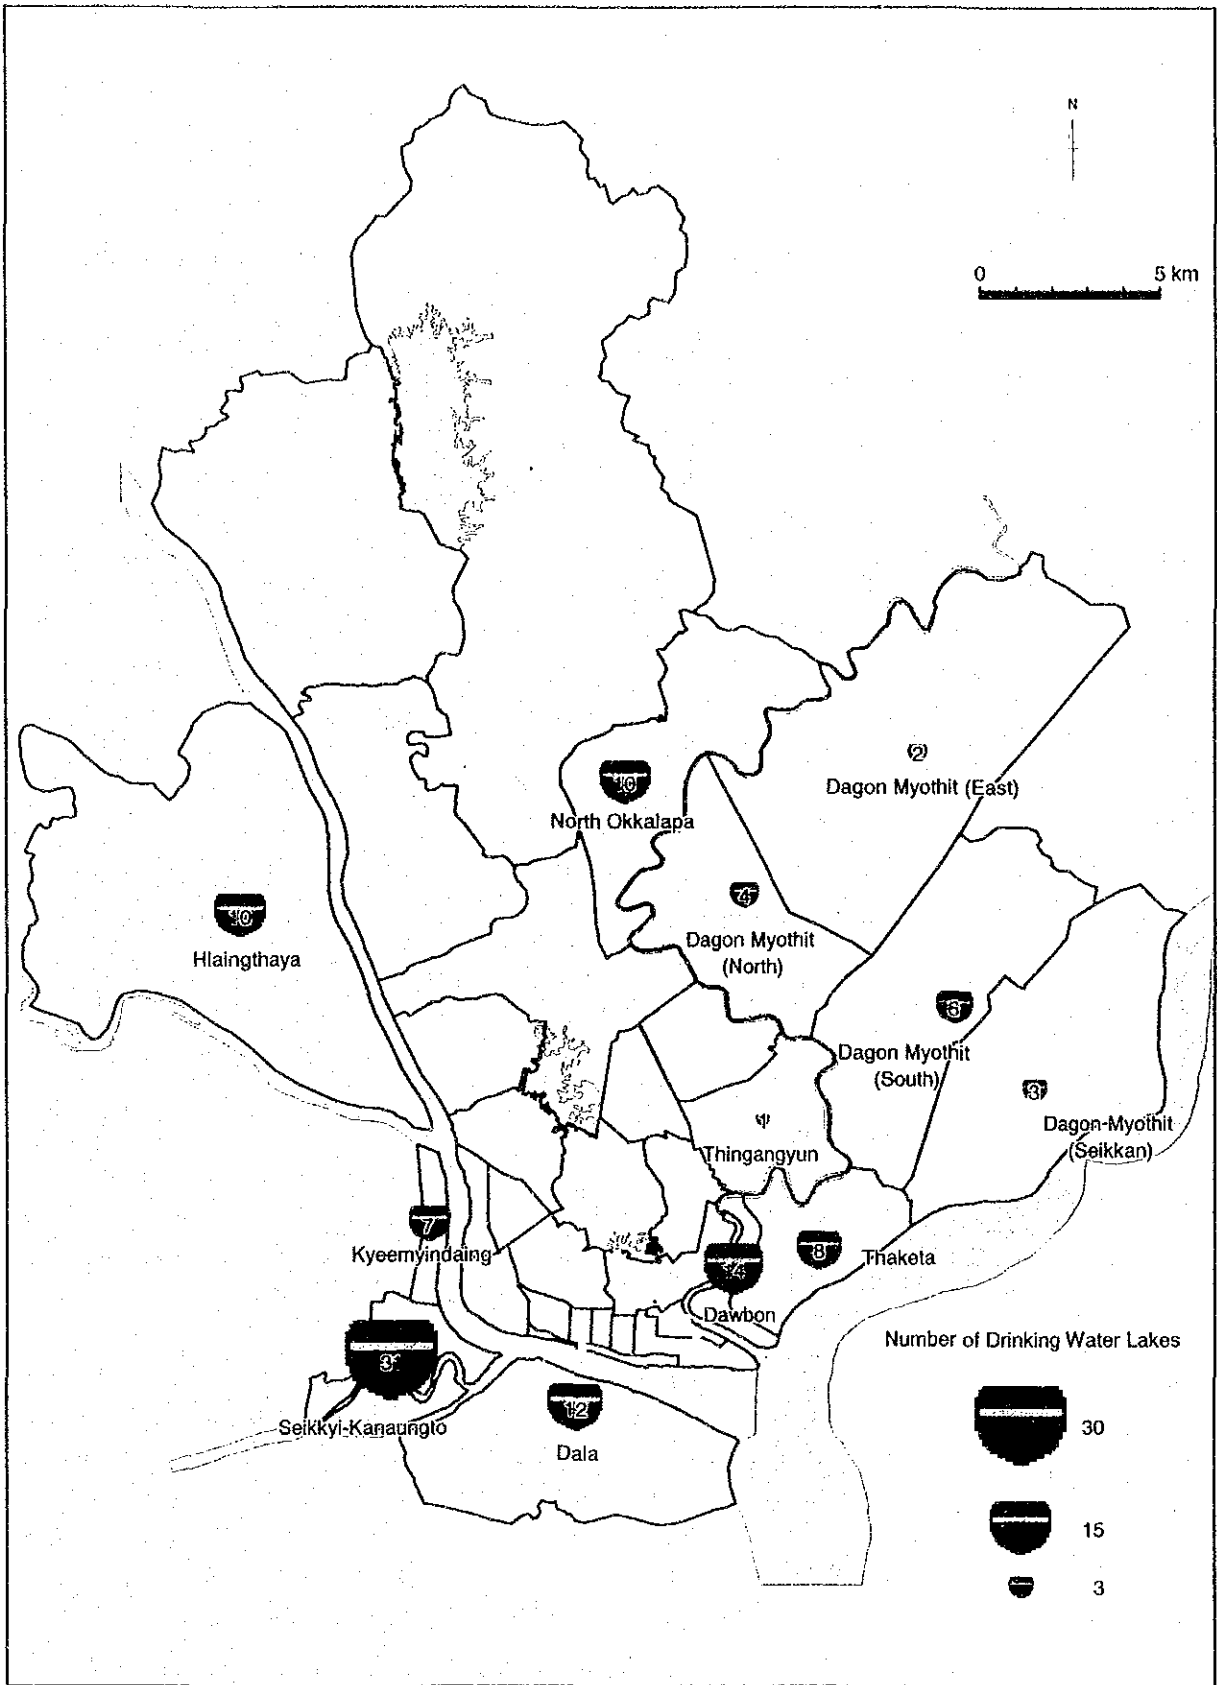 N
0 5 km
2
Dagon Myothit (East)
10
North Okkalapa
4
Dagon Myothit
(North)
10
Hlaingthaya
6
Dagon Myothit
(South)
3
Dagon-Myothit
(Seikkan)
1
Thingangyun
7
Kyeemyindaing
14
Dawbon
8
Thaketa
Number of Drinking Water Lakes
Seikkyi-Kanaungto
12
Dala
30
15
3